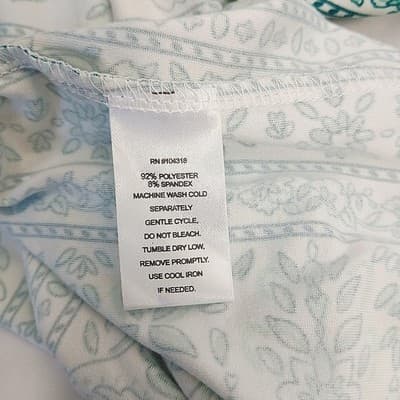 RN #104318
92% POLYESTER
8% SPANDEX
MACHINE WASH COLD
SEPARATELY
GENTLE CYCLE,
DO NOT BLEACH.
TUMBLE DRY LOW,
REMOVE PROMPTLY.
USE COOL IRON
IF NEEDED.